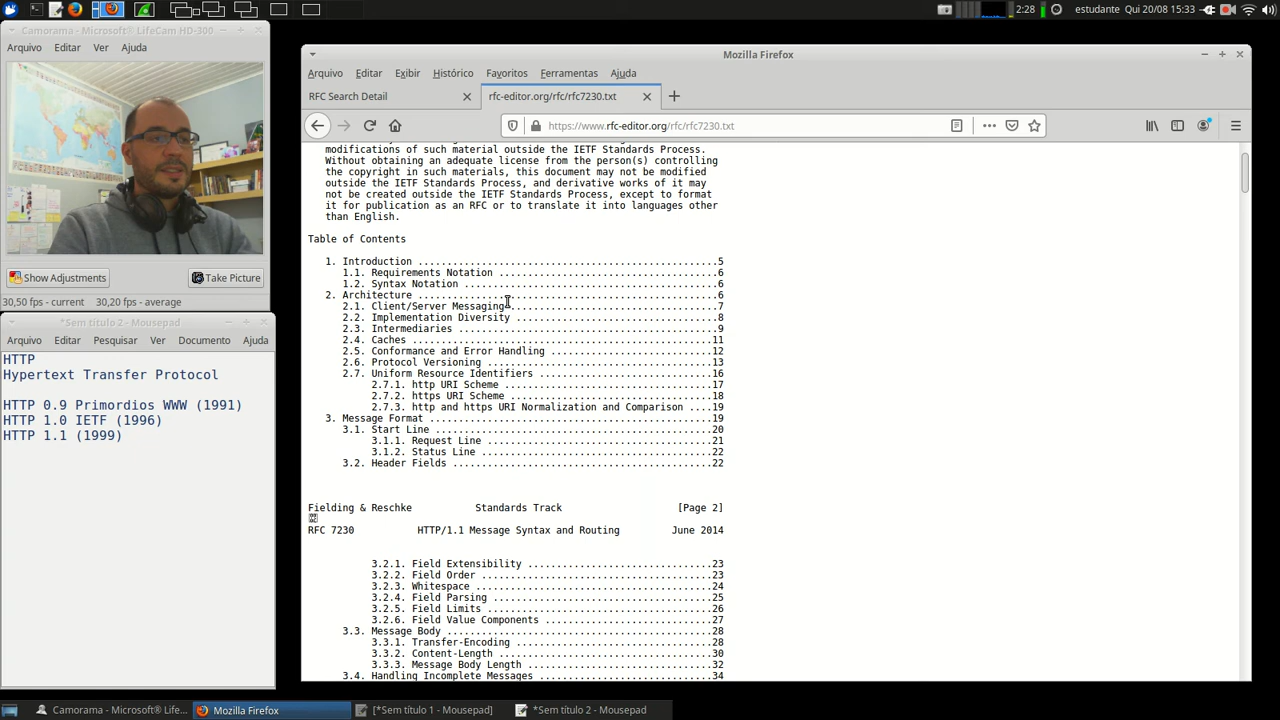 2:28
estudante
Qui 20/08 15:33
Camorama - Microsoft® LifeCam HD-300
Arquivo Editar Ver Ajuda
Show Adjustments
Take Picture
30,50 fps - current 30,20 fps - average
*Sem título 2 - Mousepad
Arquivo Editar Pesquisar Ver Documento Ajuda
HTTP
Hypertext Transfer Protocol
HTTP 0.9 Primordios WWW (1991)
HTTP 1.0 IETF (1996)
HTTP 1.1 (1999)
Mozilla Firefox
Arquivo Editar Exibir Histórico Favoritos Ferramentas Ajuda
RFC Search Detail
rfc-editor.org/rfc/rfc7230.txt
https://www.rfc-editor.org/rfc/rfc7230.txt
modifications of such material outside the IETF Standards Process.
Without obtaining an adequate license from the person(s) controlling
the copyright in such materials, this document may not be modified
outside the IETF Standards Process, and derivative works of it may
not be created outside the IETF Standards Process, except to format
it for publication as an RFC or to translate it into languages other
than English.
Table of Contents
1. Introduction ....................................................5
1.1. Requirements Notation .....................................6
1.2. Syntax Notation ...........................................6
2. Architecture ....................................................6
2.1. Client/Server Messaging ...................................7
2.2. Implementation Diversity ..................................8
2.3. Intermediaries ............................................9
2.4. Caches ...................................................11
2.5. Conformance and Error Handling ...........................12
2.6. Protocol Versioning ......................................13
2.7. Uniform Resource Identifiers .............................16
2.7.1. http URI Scheme ....................................17
2.7.2. https URI Scheme ...................................18
2.7.3. http and https URI Normalization and Comparison ....19
3. Message Format .................................................19
3.1. Start Line ...............................................20
3.1.1. Request Line .......................................21
3.1.2. Status Line ........................................22
3.2. Header Fields ............................................22
Fielding & Reschke Standards Track [Page 2]
RFC 7230 HTTP/1.1 Message Syntax and Routing June 2014
3.2.1. Field Extensibility ................................23
3.2.2. Field Order ........................................23
3.2.3. Whitespace .........................................24
3.2.4. Field Parsing ......................................25
3.2.5. Field Limits .......................................26
3.2.6. Field Value Components .............................27
3.3. Message Body .............................................28
3.3.1. Transfer-Encoding ..................................28
3.3.2. Content-Length .....................................30
3.3.3. Message Body Length ................................32
3.4. Handling Incomplete Messages .............................34
Camorama - Microsoft® LifeC...
Mozilla Firefox
[*Sem título 1 - Mousepad]
*Sem título 2 - Mousepad